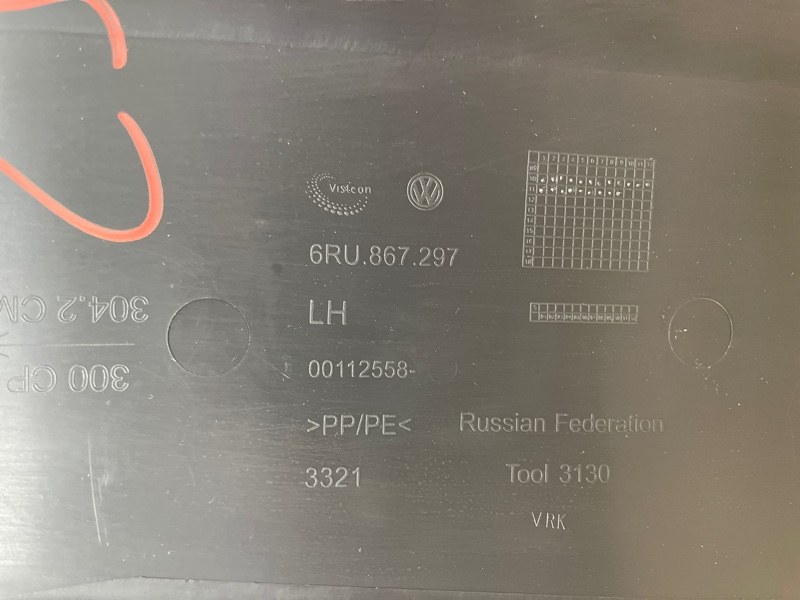 Visteon
6RU.867.297
LH
00112558-
>PP/PE<
3321
Russian Federation
Tool 3130
VRK
304.2 CM
300 CP